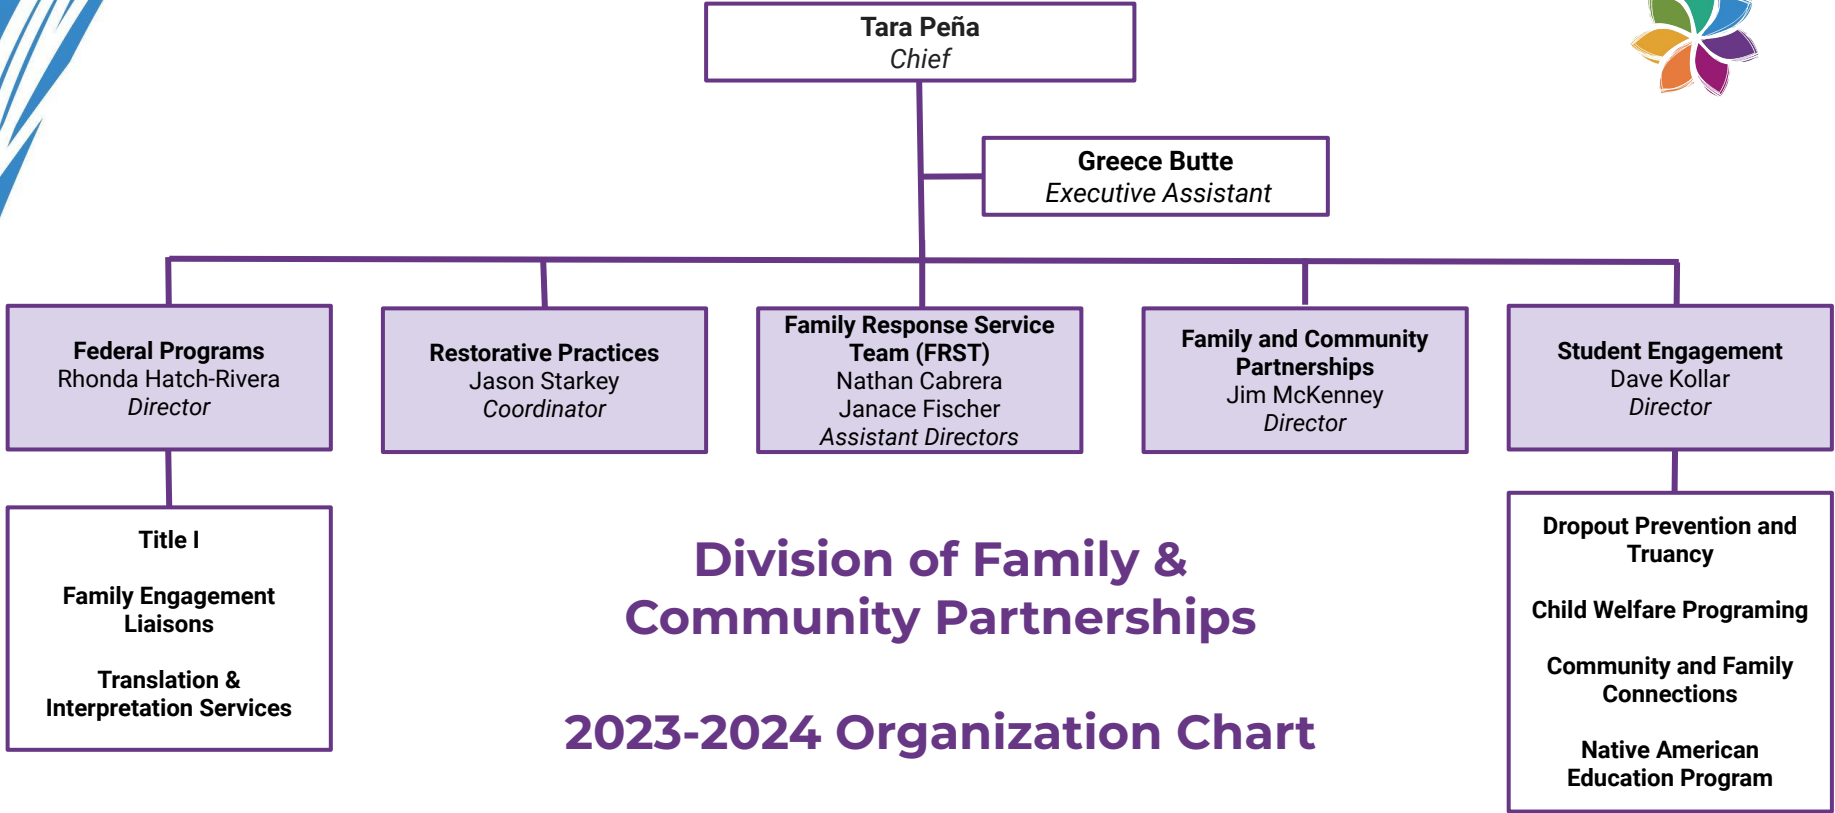 Tara Peña
Chief
Greece Butte
Executive Assistant
Federal Programs
Rhonda Hatch-Rivera
Director
Restorative Practices
Jason Starkey
Coordinator
Family Response Service
Team (FRST)
Nathan Cabrera
Janace Fischer
Assistant Directors
Family and Community
Partnerships
Jim McKenney
Director
Student Engagement
Dave Kollar
Director
Title I
Family Engagement
Liaisons
Translation &
Interpretation Services
Division of Family &
Community Partnerships
2023-2024 Organization Chart
Dropout Prevention and
Truancy
Child Welfare Programing
Community and Family
Connections
Native American
Education Program